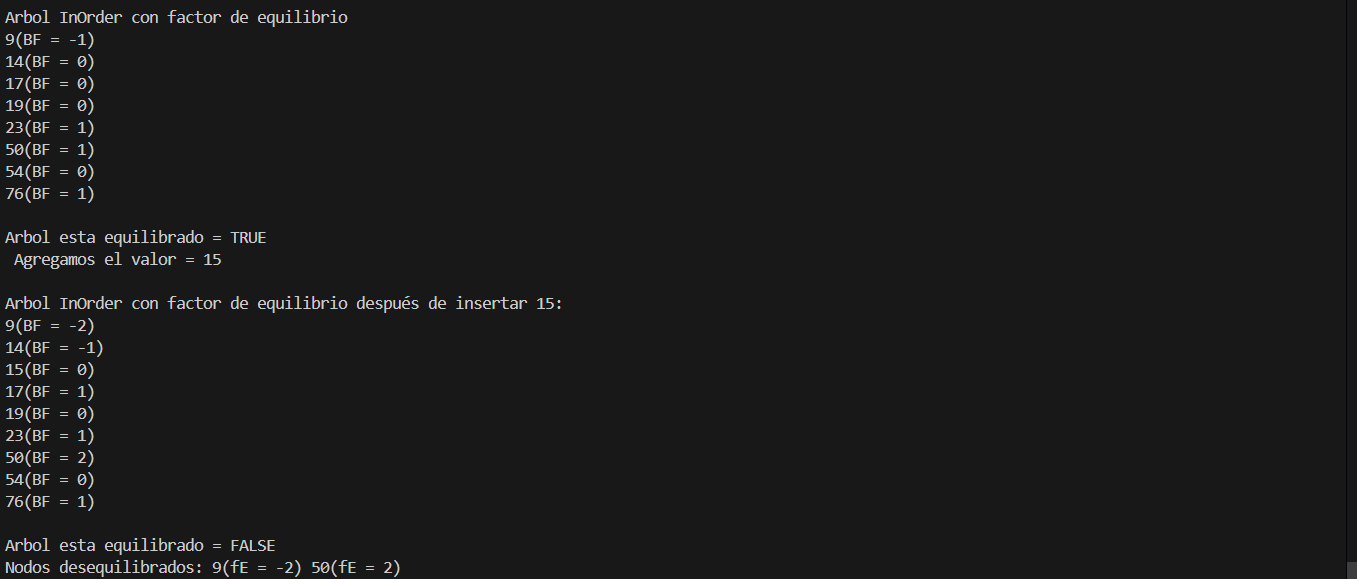 Arbol InOrder con factor de equilibrio
9(BF = -1)
14(BF = 0)
17(BF = 0)
19(BF = 0)
23(BF = 1)
50(BF = 1)
54(BF = 0)
76(BF = 1)
Arbol esta equilibrado = TRUE
Agregamos el valor = 15
Arbol InOrder con factor de equilibrio después de insertar 15:
9(BF = -2)
14(BF = -1)
15(BF = 0)
17(BF = 1)
19(BF = 0)
23(BF = 1)
50(BF = 2)
54(BF = 0)
76(BF = 1)
Arbol esta equilibrado = FALSE
Nodos desequilibrados: 9(fE = -2) 50(fE = 2)